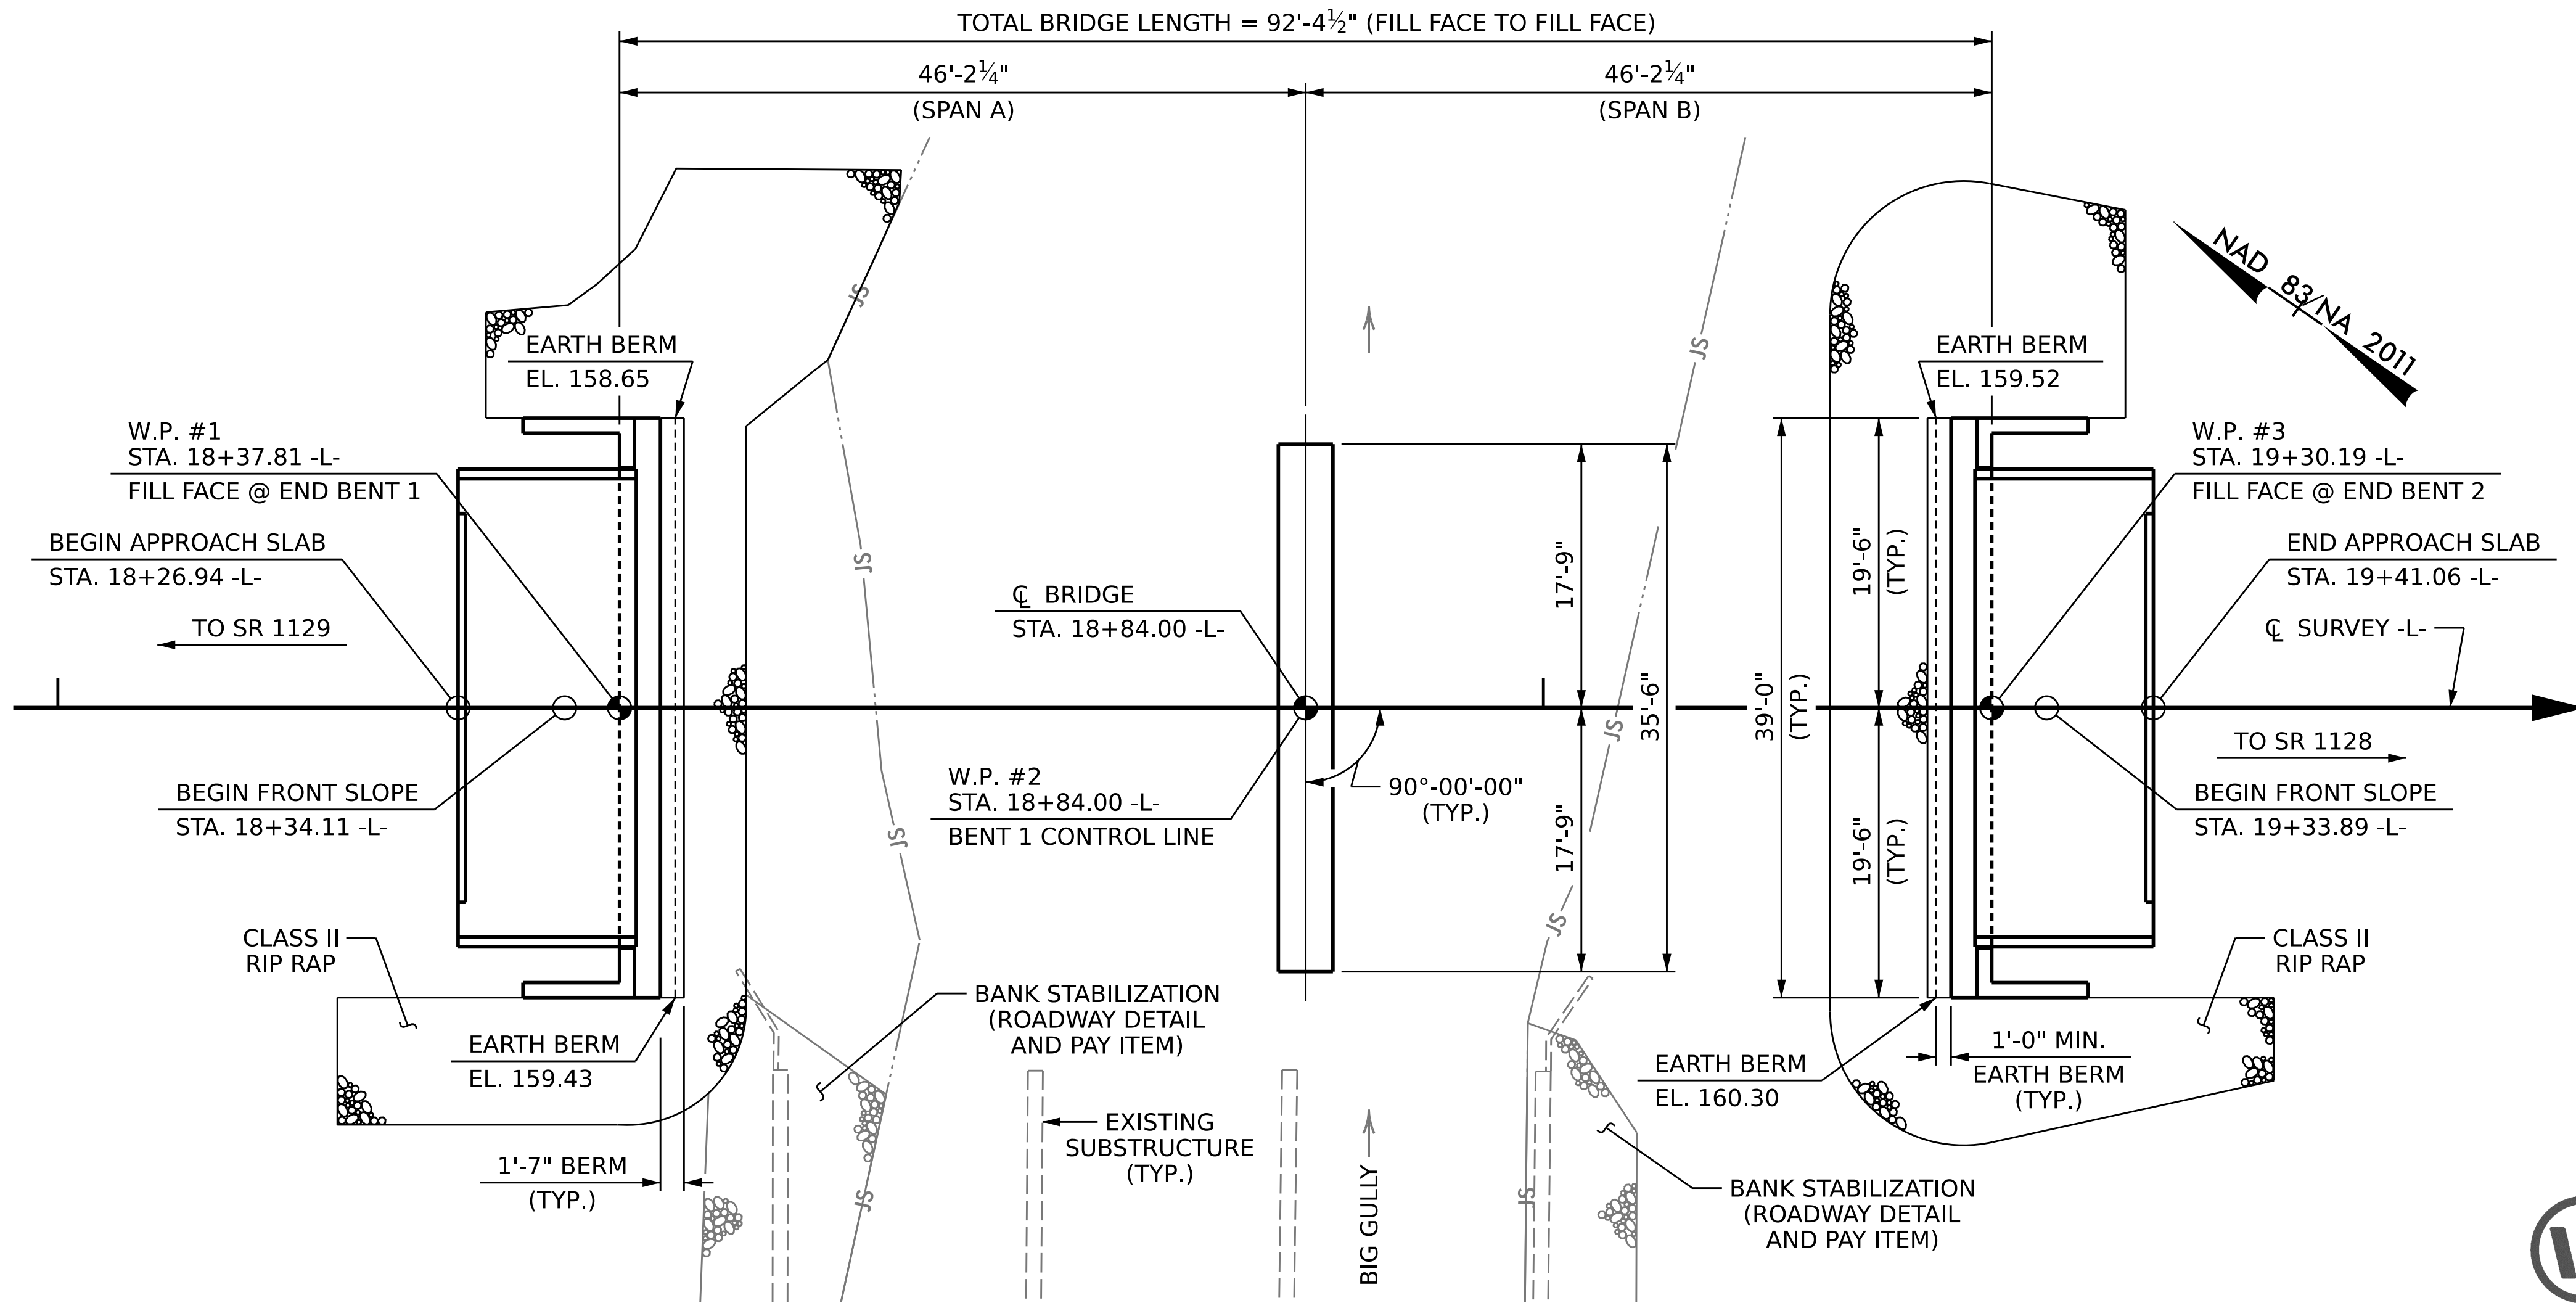 TOTAL BRIDGE LENGTH = 92'-4½" (FILL FACE TO FILL FACE)
46'-2¼"
(SPAN A)
46'-2¼"
(SPAN B)
NAD 83/NA 2011
EARTH BERM
EL. 158.65
EARTH BERM
EL. 159.52
W.P. #1
STA. 18+37.81 -L-
FILL FACE @ END BENT 1
W.P. #3
STA. 19+30.19 -L-
FILL FACE @ END BENT 2
BEGIN APPROACH SLAB
STA. 18+26.94 -L-
END APPROACH SLAB
STA. 19+41.06 -L-
TO SR 1129
℄ BRIDGE
STA. 18+84.00 -L-
℄ SURVEY -L-
17'-9"
17'-9"
35'-6"
39'-0"
(TYP.)
19'-6"
(TYP.)
19'-6"
(TYP.)
TO SR 1128
BEGIN FRONT SLOPE
STA. 18+34.11 -L-
W.P. #2
STA. 18+84.00 -L-
BENT 1 CONTROL LINE
90°-00'-00"
(TYP.)
BEGIN FRONT SLOPE
STA. 19+33.89 -L-
CLASS II
RIP RAP
CLASS II
RIP RAP
BANK STABILIZATION
(ROADWAY DETAIL
AND PAY ITEM)
EARTH BERM
EL. 159.43
EARTH BERM
EL. 160.30
1'-0" MIN.
EARTH BERM
(TYP.)
EXISTING
SUBSTRUCTURE
(TYP.)
1'-7" BERM
(TYP.)
BIG GULLY
BANK STABILIZATION
(ROADWAY DETAIL
AND PAY ITEM)
JS
JS
JS
JS
JS
JS
JS
JS